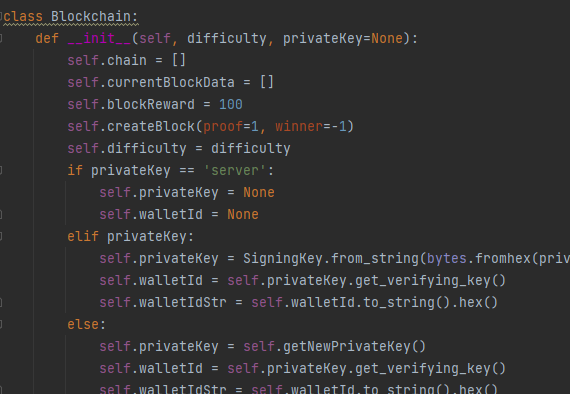 class Blockchain:
def __init__(self, difficulty, privateKey=None):
self.chain = []
self.currentBlockData = []
self.blockReward = 100
self.createBlock(proof=1, winner=-1)
self.difficulty = difficulty
if privateKey == 'server':
self.privateKey = None
self.walletId = None
elif privateKey:
self.privateKey = SigningKey.from_string(bytes.fromhex(priv
self.walletId = self.privateKey.get_verifying_key()
self.walletIdStr = self.walletId.to_string().hex()
else:
self.privateKey = self.getNewPrivateKey()
self.walletId = self.privateKey.get_verifying_key()
self.walletIdStr = self.walletId.to_string().hex()